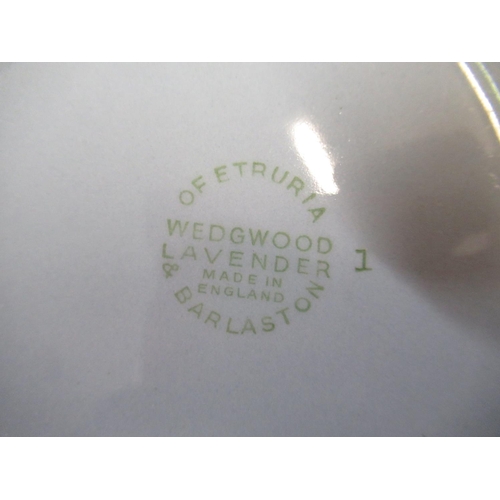 OF ETRURIA
WEDGWOOD
LAVENDER
MADE IN
ENGLAND
& BARLASTON
1